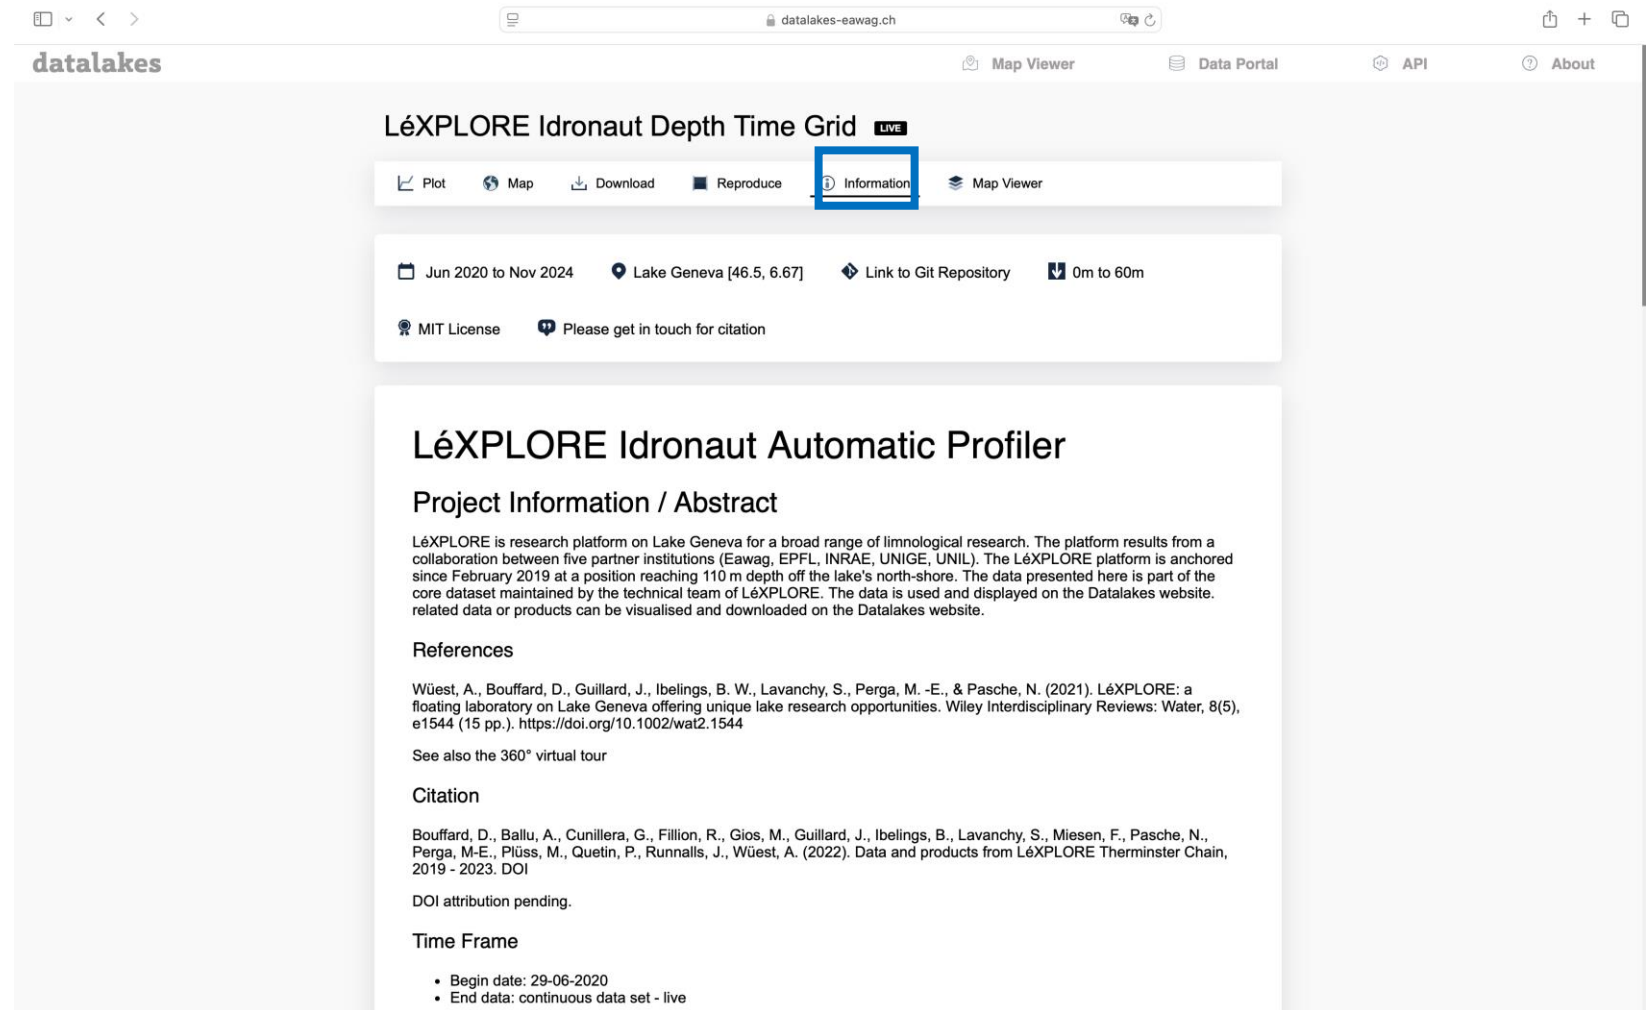 datalakes-eawag.ch
datalakes
Map Viewer
Data Portal
API
About
LéXPLORE Idronaut Depth Time Grid LIVE
Plot
Map
Download
Reproduce
Information
Map Viewer
Jun 2020 to Nov 2024
Lake Geneva [46.5, 6.67]
Link to Git Repository
0m to 60m
MIT License
Please get in touch for citation
LéXPLORE Idronaut Automatic Profiler
Project Information / Abstract
LéXPLORE is research platform on Lake Geneva for a broad range of limnological research. The platform results from a
collaboration between five partner institutions (Eawag, EPFL, INRAE, UNIGE, UNIL). The LéXPLORE platform is anchored
since February 2019 at a position reaching 110 m depth off the lake's north-shore. The data presented here is part of the
core dataset maintained by the technical team of LéXPLORE. The data is used and displayed on the Datalakes website.
related data or products can be visualised and downloaded on the Datalakes website.
References
Wüest, A., Bouffard, D., Guillard, J., Ibelings, B. W., Lavanchy, S., Perga, M. -E., & Pasche, N. (2021). LéXPLORE: a
floating laboratory on Lake Geneva offering unique lake research opportunities. Wiley Interdisciplinary Reviews: Water, 8(5),
e1544 (15 pp.). https://doi.org/10.1002/wat2.1544
See also the 360° virtual tour
Citation
Bouffard, D., Ballu, A., Cunillera, G., Fillion, R., Gios, M., Guillard, J., Ibelings, B., Lavanchy, S., Miesen, F., Pasche, N.,
Perga, M-E., Plüss, M., Quetin, P., Runnalls, J., Wüest, A. (2022). Data and products from LéXPLORE Therminster Chain,
2019 - 2023. DOI
DOI attribution pending.
Time Frame
• Begin date: 29-06-2020
• End data: continuous data set - live